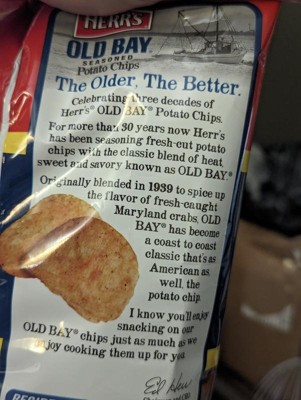 HERR'S
OLD BAY
SEASONED
Potato Chips
The Older, The Better.
Celebrating three decades of
Herr's® OLD BAY® Potato Chips.
For more than 30 years now Herr's
has been seasoning fresh-cut potato
chips with the classic blend of heat,
sweet and savory known as OLD BAY.®
Originally blended in 1939 to spice up
the flavor of fresh-caught
Maryland crabs, OLD
BAY® has become
a coast to coast
classic that's as
American as,
well, the
potato chip.
I know you'll enjoy
snacking on our
OLD BAY® chips just as much as we
enjoy cooking them up for you.
Ed Herr